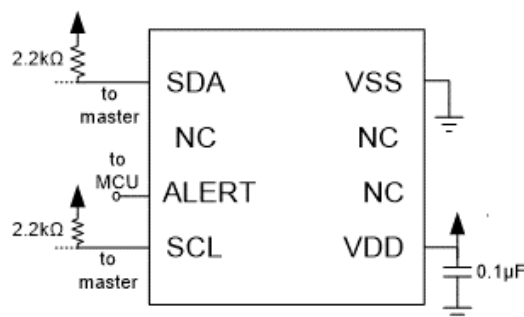 2.2kΩ
to
master
SDA
VSS
NC
NC
to
MCU
ALERT
NC
2.2kΩ
SCL
VDD
to
master
0.1µF